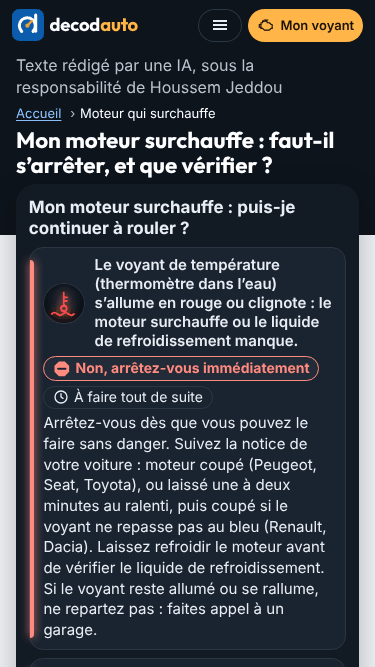 decodauto
Mon voyant
Texte rédigé par une IA, sous la
responsabilité de Houssem Jeddou
Accueil › Moteur qui surchauffe
Mon moteur surchauffe : faut-il
s’arrêter, et que vérifier ?
Mon moteur surchauffe : puis-je
continuer à rouler ?
Le voyant de température
(thermomètre dans l’eau)
s’allume en rouge ou clignote : le
moteur surchauffe ou le liquide
de refroidissement manque.
Non, arrêtez-vous immédiatement
À faire tout de suite
Arrêtez-vous dès que vous pouvez le
faire sans danger. Suivez la notice de
votre voiture : moteur coupé (Peugeot,
Seat, Toyota), ou laissé une à deux
minutes au ralenti, puis coupé si le
voyant ne repasse pas au bleu (Renault,
Dacia). Laissez refroidir le moteur avant
de vérifier le liquide de refroidissement.
Si le voyant reste allumé ou se rallume,
ne repartez pas : faites appel à un
garage.